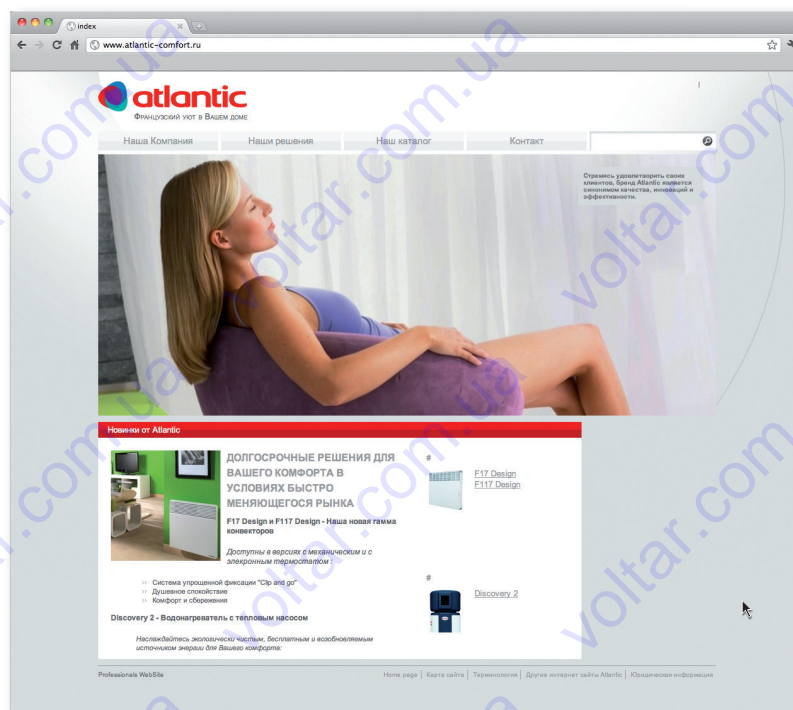 index
www.atlantic-comfort.ru
atlantic
Французский уют в Вашем доме
Наша Компания
Наши решения
Наш каталог
Контакт
Стремясь удовлетворить своих
клиентов, бренд Atlantic является
синонимом качества, инноваций и
эффективности.
Новинки от Atlantic
ДОЛГОСРОЧНЫЕ РЕШЕНИЯ ДЛЯ
ВАШЕГО КОМФОРТА В
УСЛОВИЯХ БЫСТРО
МЕНЯЮЩЕГОСЯ РЫНКА
F17 Design и F117 Design - Наша новая гамма
конвекторов
Доступны в версиях с механическим и с
элекронным термостатом :
›› Система упрощенной фиксации "Clip and go"
›› Душевное спокойствие
›› Комфорт и сбережения
Discovery 2 - Водонагреватель с тепловым насосом
Наслаждайтесь экологически чистым, бесплатным и возобновляемым
источником энергии для Вашего комфорта:
#
F17 Design
F117 Design
#
Discovery 2
Professionals WebSite
Home page | Карта сайта | Терминология | Другие интернет сайты Atlantic | Юридическая информация
voltar.com.ua